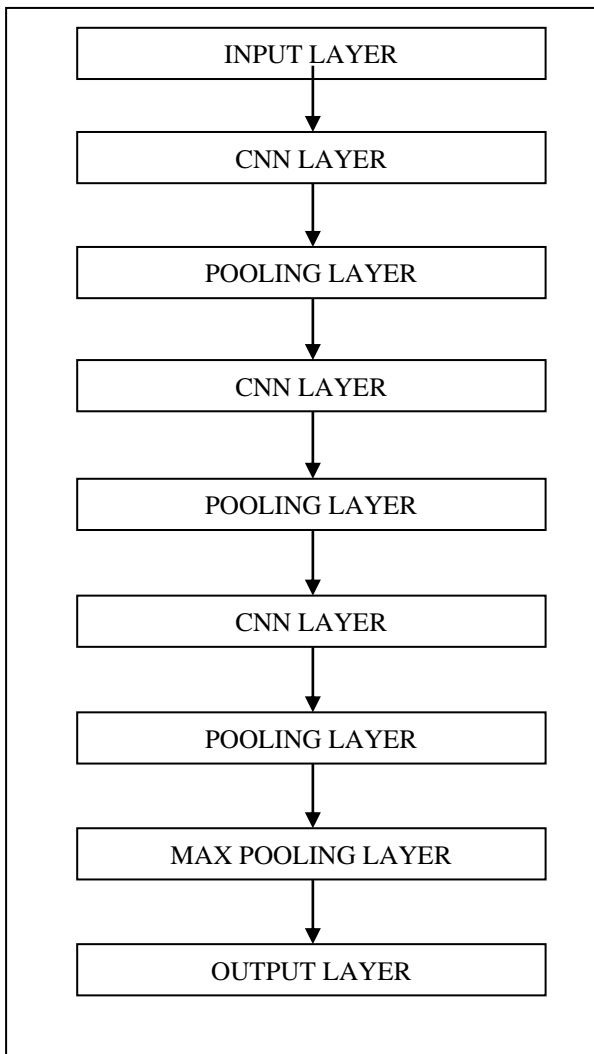 INPUT LAYER
CNN LAYER
POOLING LAYER
CNN LAYER
POOLING LAYER
CNN LAYER
POOLING LAYER
MAX POOLING LAYER
OUTPUT LAYER